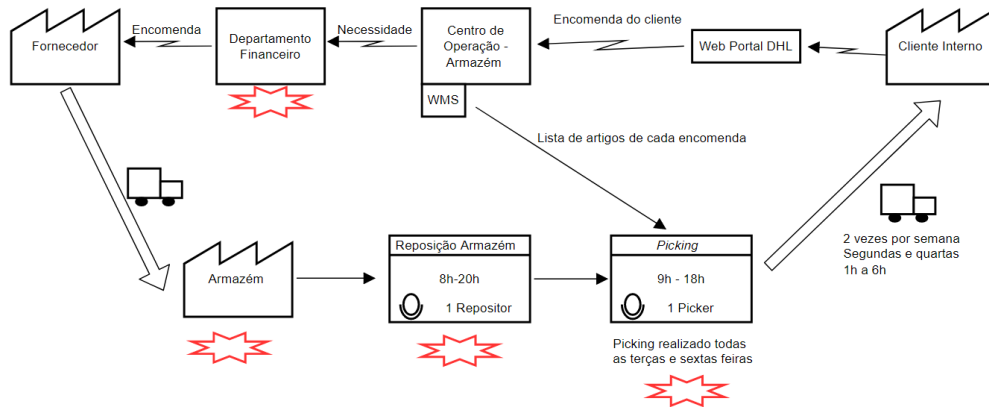 Fornecedor
Encomenda
Departamento
Financeiro
Necessidade
Centro de
Operação -
Armazém
WMS
Encomenda do cliente
Web Portal DHL
Cliente Interno
Lista de artigos de cada encomenda
Armazém
Reposição Armazém
8h-20h
1 Repositor
Picking
9h - 18h
1 Picker
Picking realizado todas
as terças e sextas feiras
2 vezes por semana
Segundas e quartas
1h a 6h